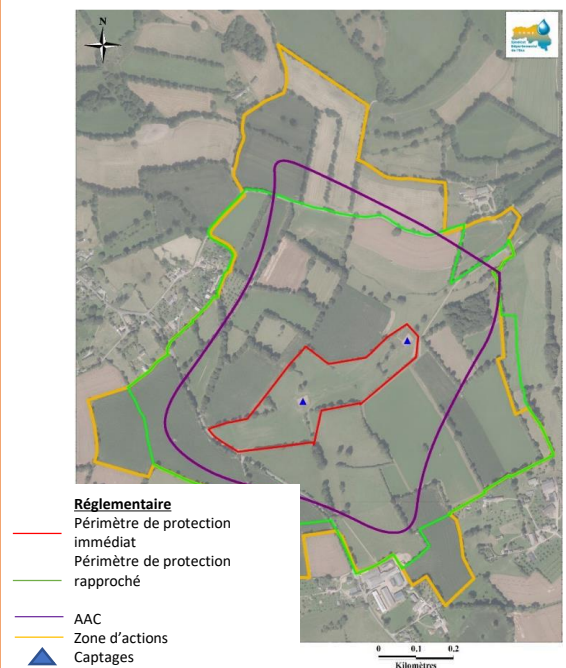 N
Réglementaire
Périmètre de protection
immédiat
Périmètre de protection
rapproché
AAC
Zone d'actions
Captages
0 0,1 0,2
Kilomètres